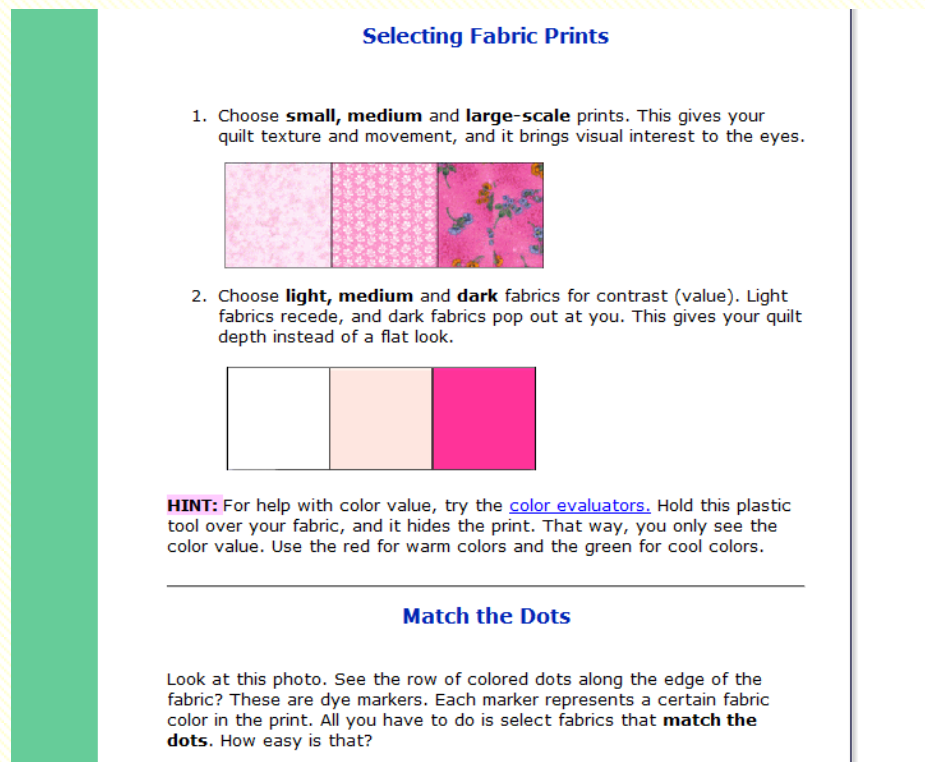 Selecting Fabric Prints
1. Choose small, medium and large-scale prints. This gives your
quilt texture and movement, and it brings visual interest to the eyes.
2. Choose light, medium and dark fabrics for contrast (value). Light
fabrics recede, and dark fabrics pop out at you. This gives your quilt
depth instead of a flat look.
HINT: For help with color value, try the color evaluators. Hold this plastic
tool over your fabric, and it hides the print. That way, you only see the
color value. Use the red for warm colors and the green for cool colors.
Match the Dots
Look at this photo. See the row of colored dots along the edge of the
fabric? These are dye markers. Each marker represents a certain fabric
color in the print. All you have to do is select fabrics that match the
dots. How easy is that?